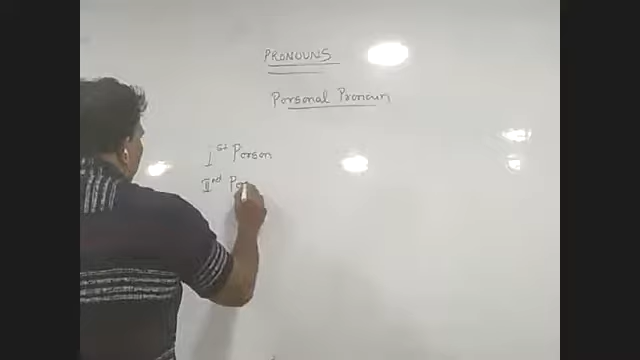 PRONOUNS
Personal Pronoun
I st Person
II nd Pe